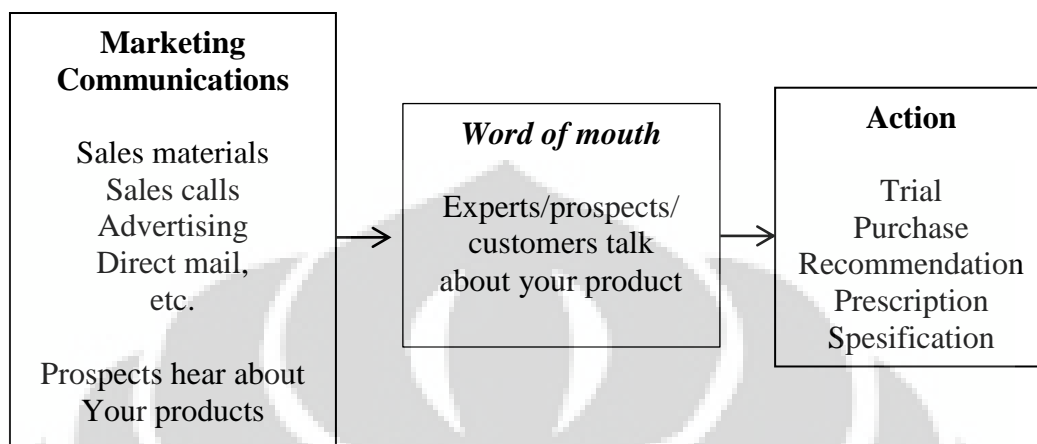 Marketing
Communications
Sales materials
Sales calls
Advertising
Direct mail,
etc.
Prospects hear about
Your products
Word of mouth
Experts/prospects/
customers talk
about your product
Action
Trial
Purchase
Recommendation
Prescription
Spesification